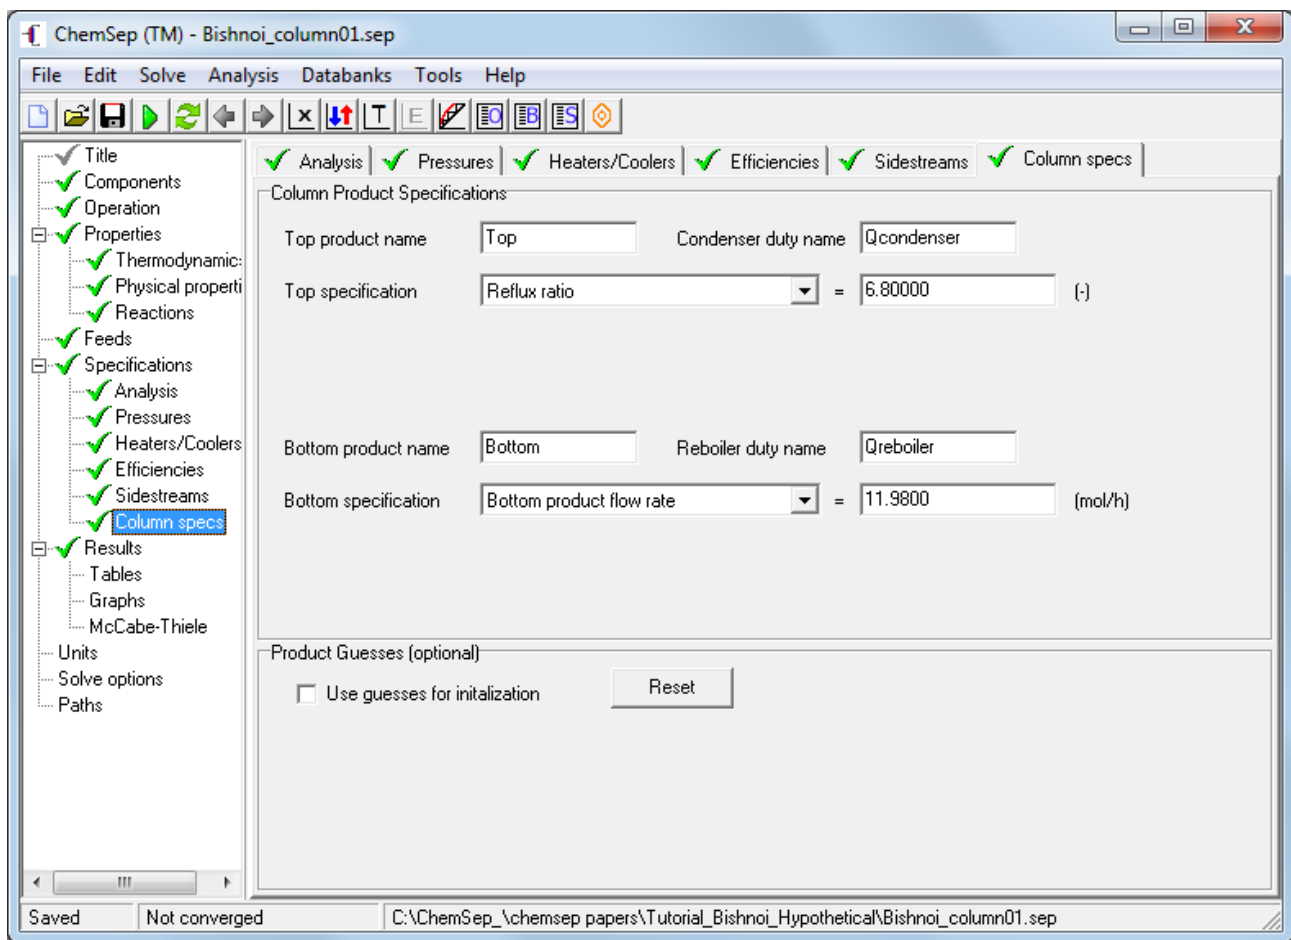 ChemSep (TM) - Bishnoi_column01.sep
File Edit Solve Analysis Databanks Tools Help
Title
Components
Operation
Properties
Thermodynamic:
Physical properti
Reactions
Feeds
Specifications
Analysis
Pressures
Heaters/Coolers
Efficiencies
Sidestreams
Column specs
Results
Tables
Graphs
McCabe-Thiele
Units
Solve options
Paths
Analysis Pressures Heaters/Coolers Efficiencies Sidestreams Column specs
Column Product Specifications
Top product name Top Condenser duty name Qcondenser
Top specification Reflux ratio = 6.80000 (-)
Bottom product name Bottom Reboiler duty name Qreboiler
Bottom specification Bottom product flow rate = 11.9800 (mol/h)
Product Guesses (optional)
Use guesses for initalization Reset
Saved Not converged C:\ChemSep_\chemsep papers\Tutorial_Bishnoi_Hypothetical\Bishnoi_column01.sep